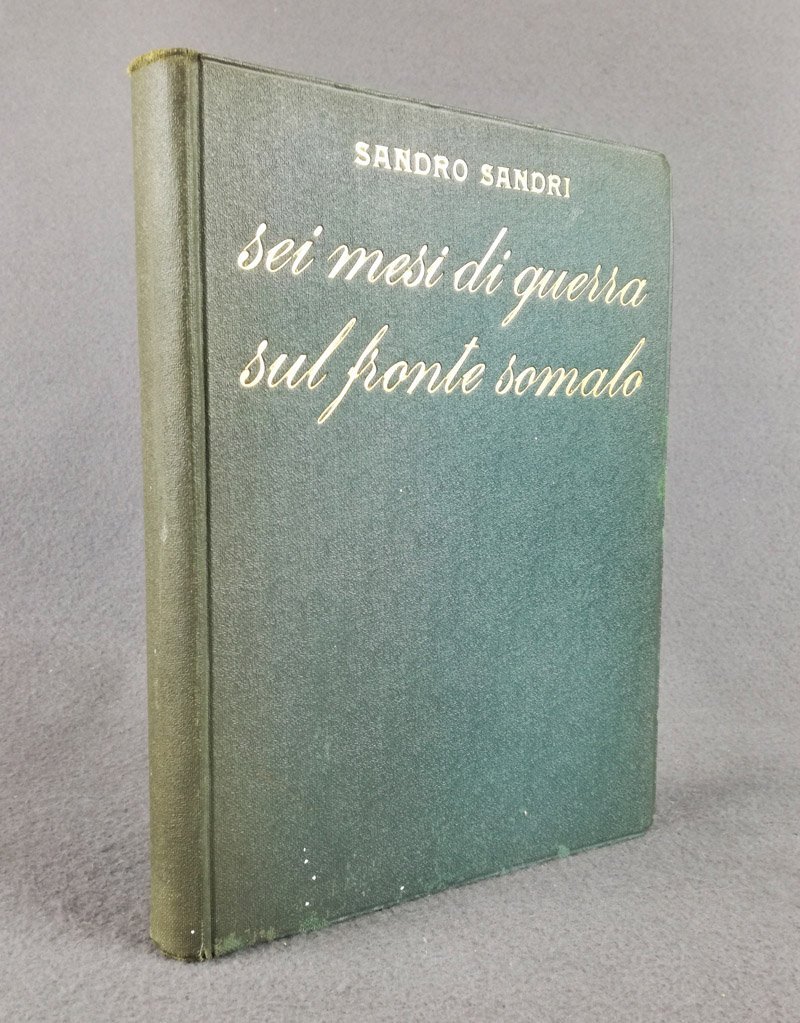 SANDRO SANDRI
sei mesi di guerra
sul fronte somalo